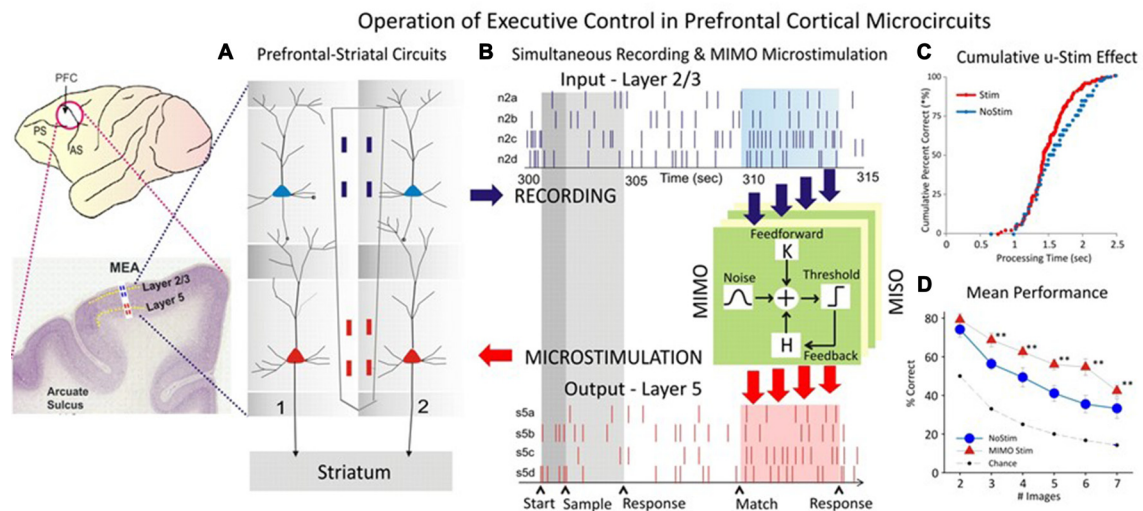 Operation of Executive Control in Prefrontal Cortical Microcircuits
PFC
PS
AS
MEA
Layer 2/3
Layer 5
Arcuate
Sulcus
A
Prefrontal-Striatal Circuits
1
2
Striatum
B
Simultaneous Recording & MIMO Microstimulation
Input - Layer 2/3
n2a
n2b
n2c
n2d
300
305
Time (sec)
310
315
RECORDING
MIMO
MISO
Feedforward
K
Noise
Threshold
+
H
Feedback
MICROSTIMULATION
Output - Layer 5
s5a
s5b
s5c
s5d
Start
Sample
Response
Match
Response
C
Cumulative u-Stim Effect
Cumulative Percent Correct (*%)
100
75
50
25
0
Stim
NoStim
0
0.5
1
1.5
2
2.5
Processing Time (sec)
D
Mean Performance
% Correct
80
60
40
20
0
**
**
**
**
**
NoStim
MIMO Stim
Chance
2
3
4
5
6
7
# Images